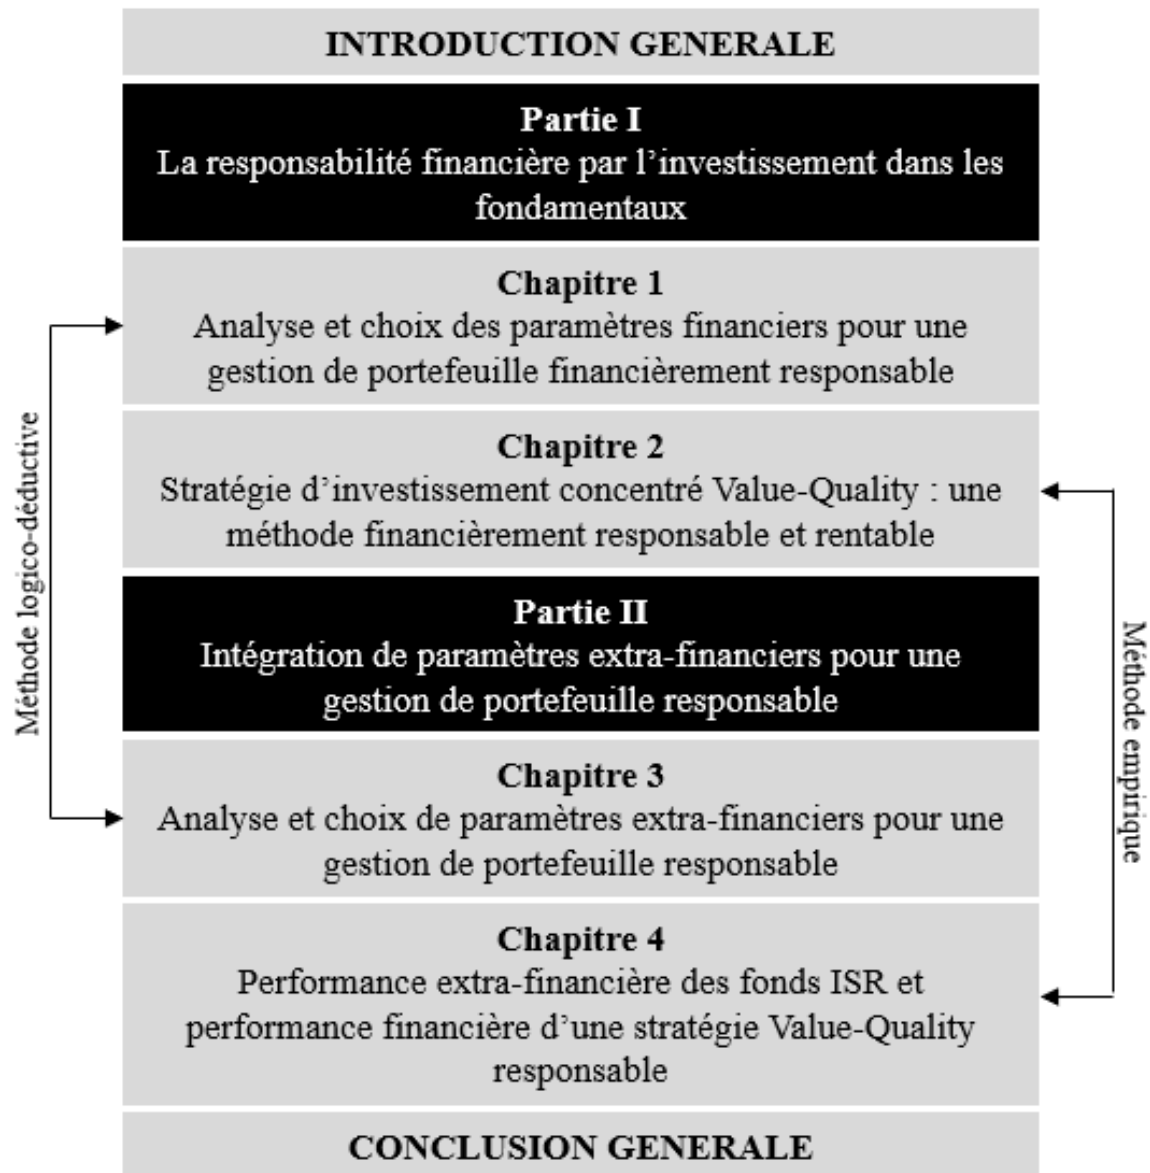 INTRODUCTION GENERALE
Partie I
La responsabilité financière par l’investissement dans les
fondamentaux
Chapitre 1
Analyse et choix des paramètres financiers pour une
gestion de portefeuille financièrement responsable
Méthode logico-déductive
Chapitre 2
Stratégie d’investissement concentré Value-Quality : une
méthode financièrement responsable et rentable
Partie II
Intégration de paramètres extra-financiers pour une
gestion de portefeuille responsable
Méthode empirique
Chapitre 3
Analyse et choix de paramètres extra-financiers pour une
gestion de portefeuille responsable
Chapitre 4
Performance extra-financière des fonds ISR et
performance financière d’une stratégie Value-Quality
responsable
CONCLUSION GENERALE